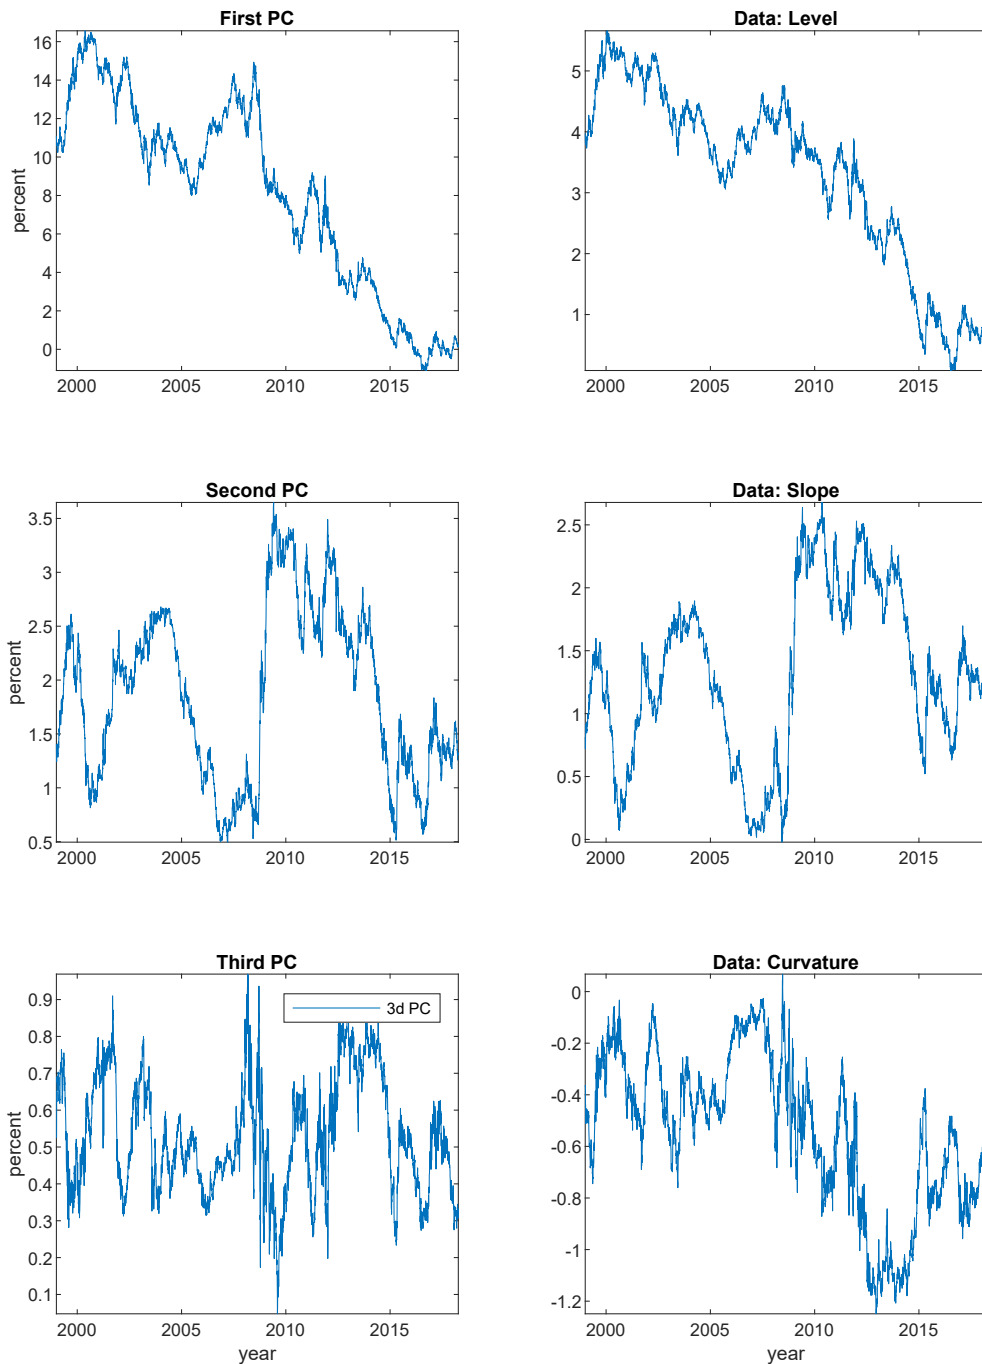 First PC
Data: Level
16
14
12
10
8
6
4
2
0
percent
2000 2005 2010 2015
5
4
3
2
1
2000 2005 2010 2015
Second PC
Data: Slope
3.5
3
2.5
2
1.5
1
0.5
percent
2000 2005 2010 2015
2.5
2
1.5
1
0.5
0
2000 2005 2010 2015
Third PC
Data: Curvature
3d PC
0.9
0.8
0.7
0.6
0.5
0.4
0.3
0.2
0.1
percent
2000 2005 2010 2015
year
0
-0.2
-0.4
-0.6
-0.8
-1
-1.2
2000 2005 2010 2015
year